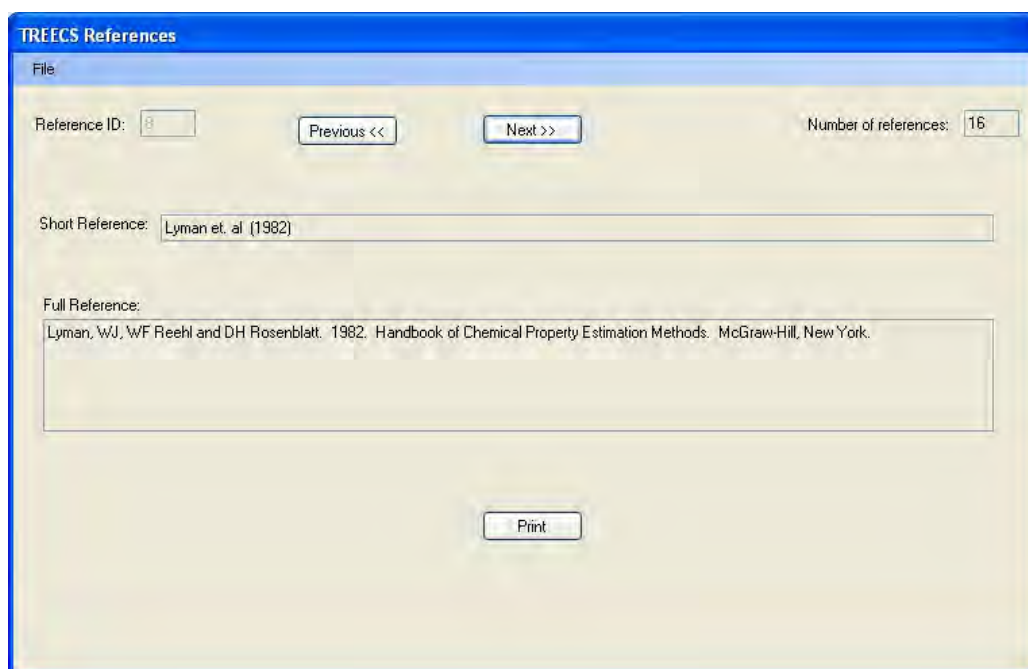 TREECS References
File
Reference ID: 8 Previous << Next >> Number of references: 16
Short Reference: Lyman et. al (1982)
Full Reference:
Lyman, WJ, WF Reehl and DH Rosenblatt. 1982. Handbook of Chemical Property Estimation Methods. McGraw-Hill, New York.
Print